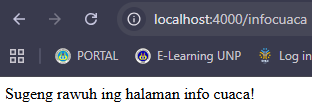 localhost:4000/infocuaca
PORTAL E-Learning UNP Log in
Sugeng rawuh ing halaman info cuaca!